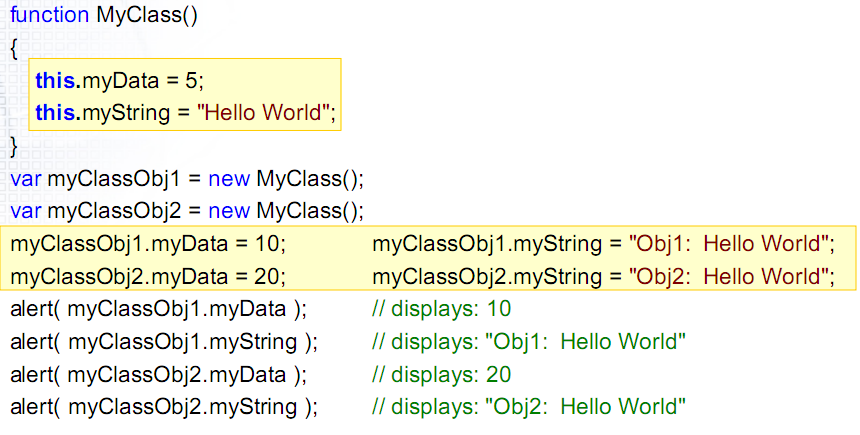 function MyClass()
{
this.myData = 5;
this.myString = "Hello World";
}
var myClassObj1 = new MyClass();
var myClassObj2 = new MyClass();
myClassObj1.myData = 10; myClassObj1.myString = "Obj1:  Hello World";
myClassObj2.myData = 20; myClassObj2.myString = "Obj2:  Hello World";
alert( myClassObj1.myData ); // displays: 10
alert( myClassObj1.myString ); // displays: "Obj1:  Hello World"
alert( myClassObj2.myData ); // displays: 20
alert( myClassObj2.myString ); // displays: "Obj2:  Hello World"